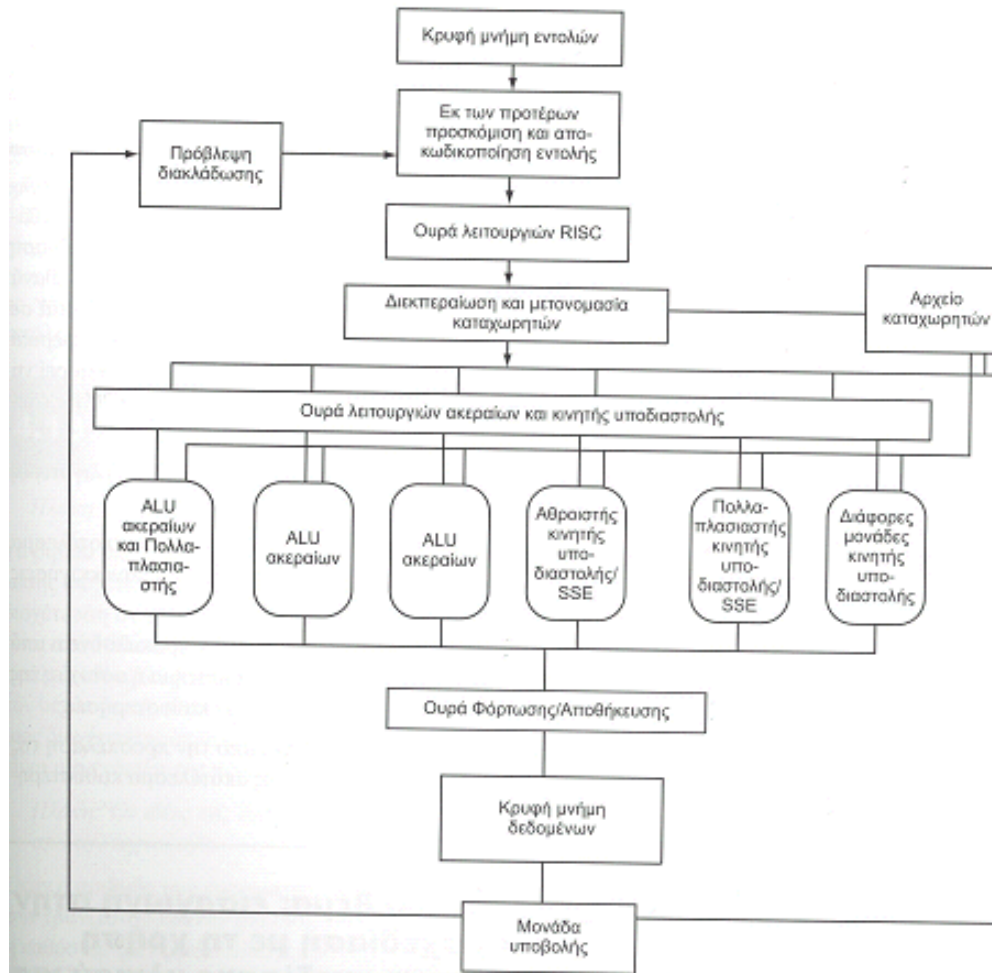 Κρυφή μνήμη εντολών
Εκ των προτέρων
προσκόμιση και απο-
κωδικοποίηση εντολής
Πρόβλεψη
διακλάδωσης
Ουρά λειτουργιών RISC
Διεκπεραίωση και μετονομασία
καταχωρητών
Αρχείο
καταχωρητών
Ουρά λειτουργιών ακεραίων και κινητής υποδιαστολής
ALU
ακεραίων
και Πολλα-
πλασια-
στής
ALU
ακεραίων
ALU
ακεραίων
Αθροιστής
κινητής
υπο-
διαστολής/
SSE
Πολλα-
πλασιαστής
κινητής
υπο-
διαστολής/
SSE
Διάφορες
μονάδες
κινητής
υπο-
διαστολής
Ουρά Φόρτωσης/Αποθήκευσης
Κρυφή μνήμη
δεδομένων
Μονάδα
υποβολής